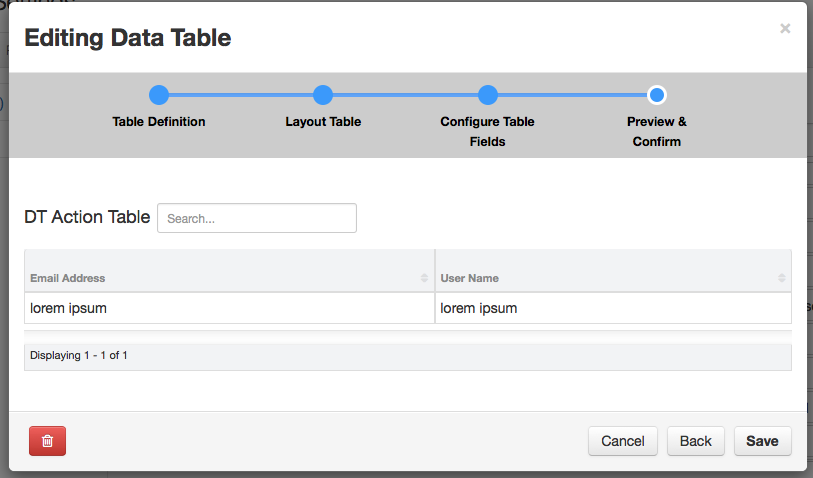 Editing Data Table
×
Table Definition
Layout Table
Configure Table
Fields
Preview &
Confirm
DT Action Table
Search...
Email Address
User Name
lorem ipsum
lorem ipsum
Displaying 1 - 1 of 1
Cancel
Back
Save